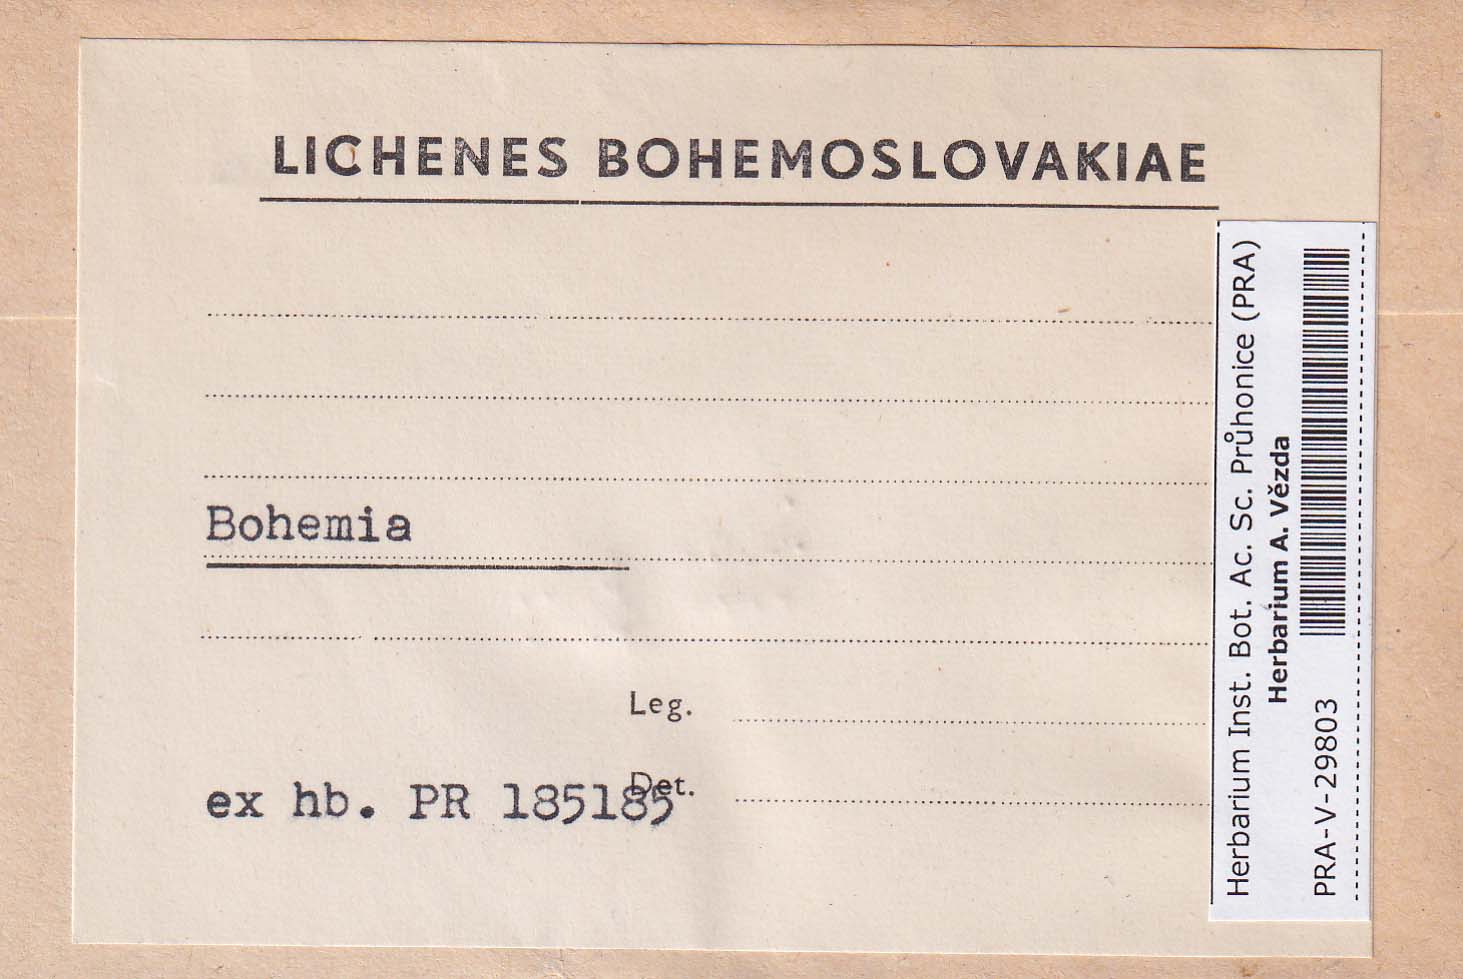 LICHENES BOHEMOSLOVAKIAE
Bohemia
Leg.
Det.
ex hb. PR 185185
Herbarium Inst. Bot. Ac. Sc. Průhonice (PRA)
Herbarium A. Vězda
PRA-V-29803